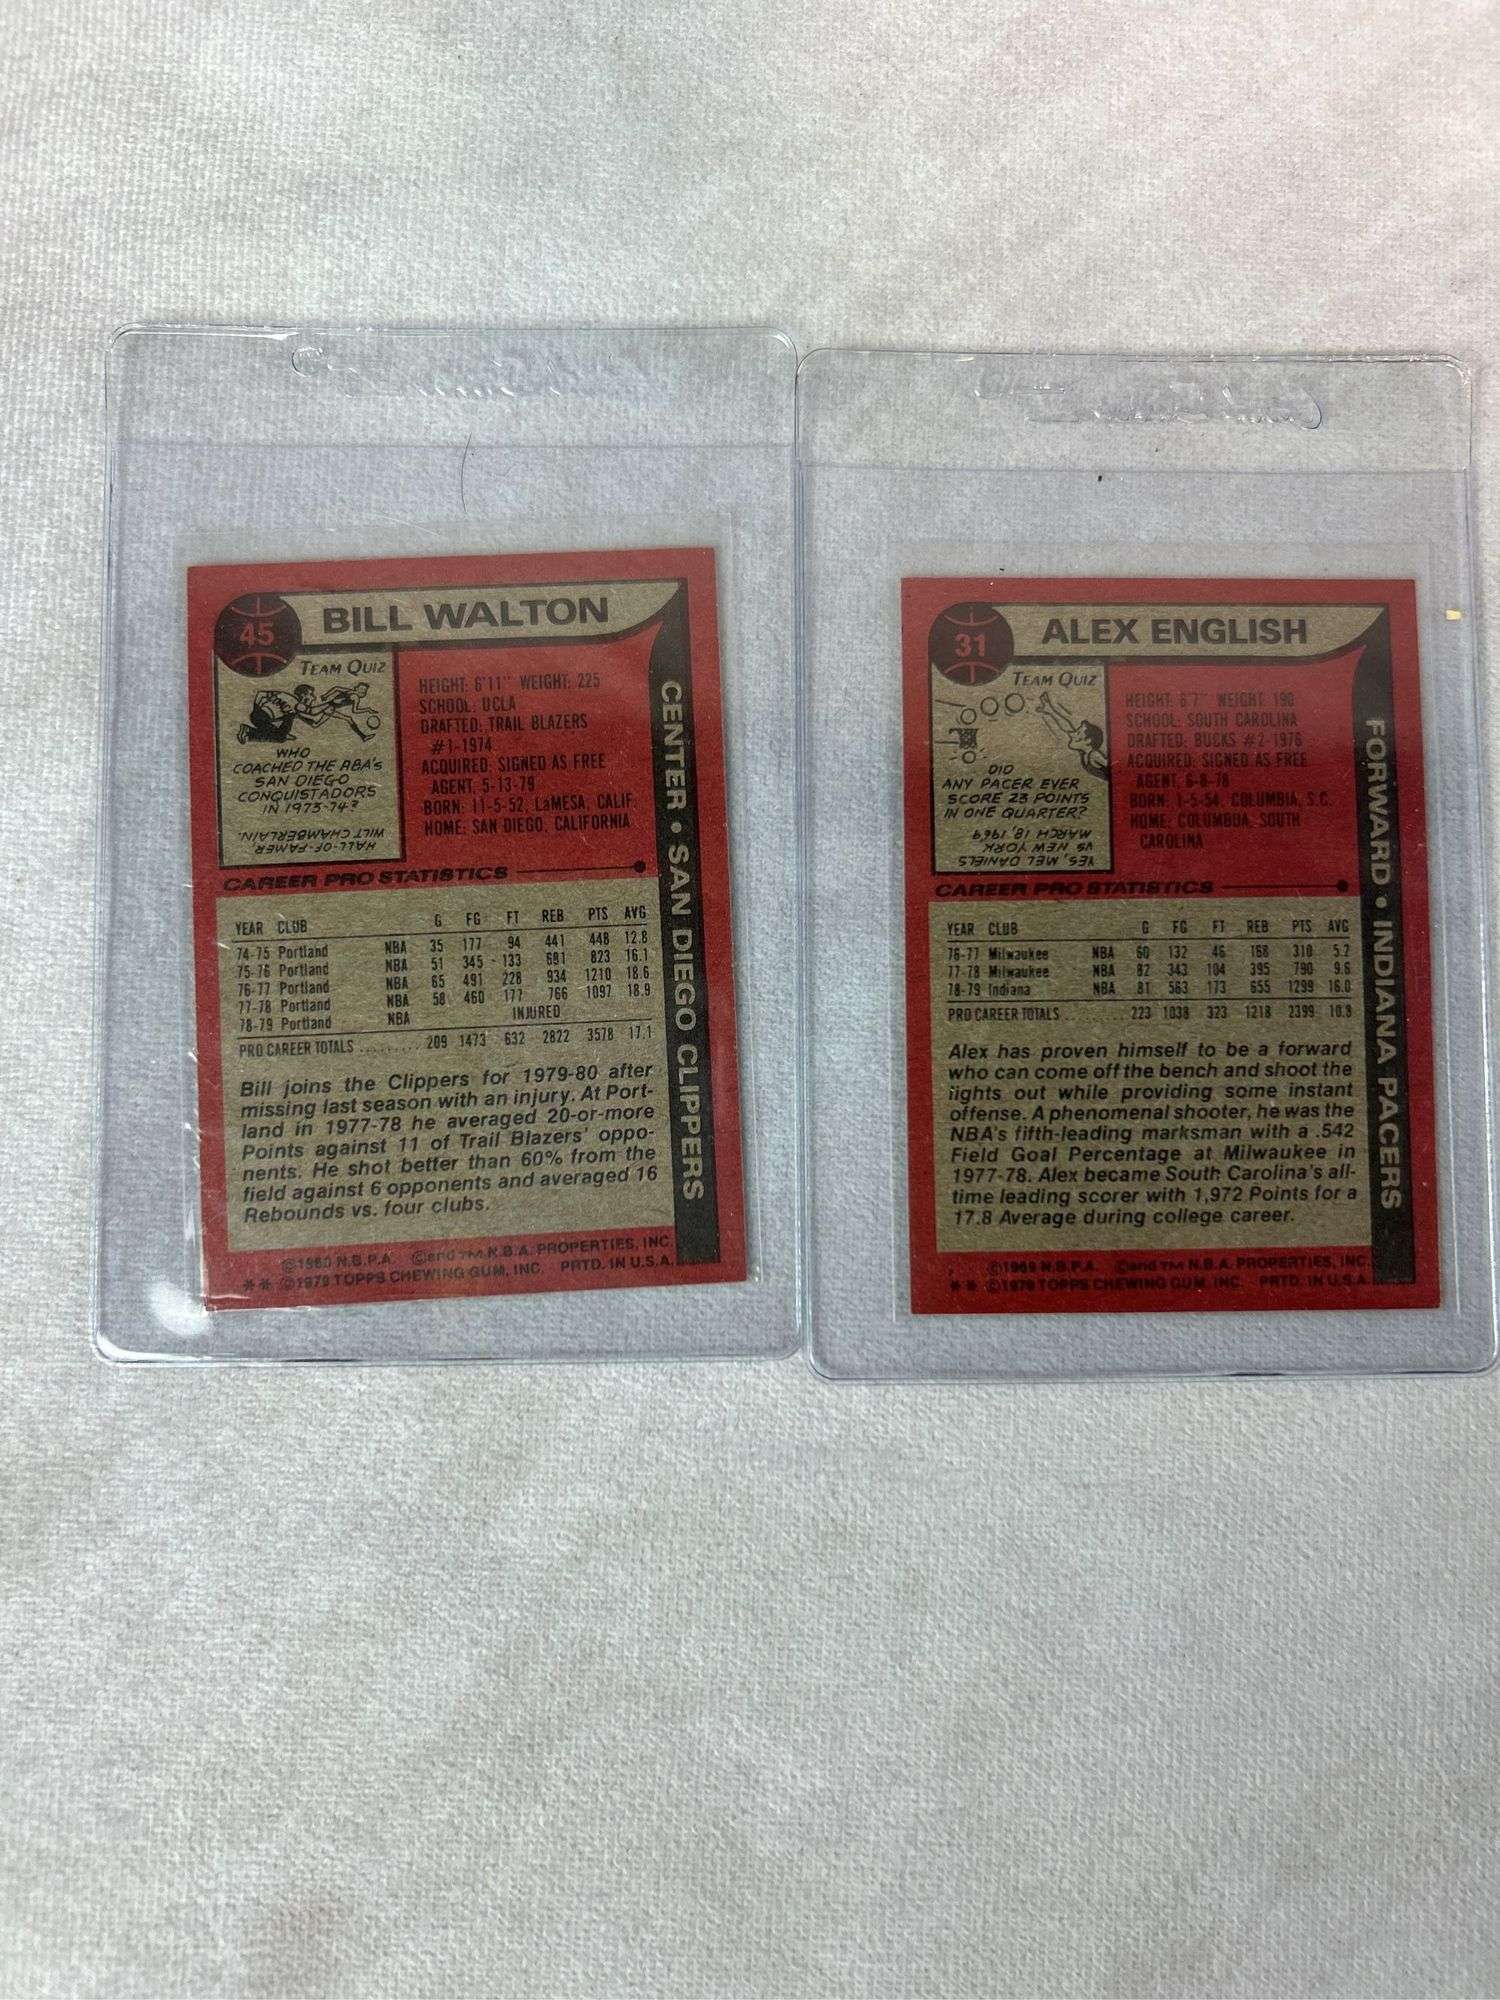 45
BILL WALTON
TEAM QUIZ
WHO
COACHED THE ABA'S
SAN DIEGO
CONQUISTADORS
IN 1973-74?
HALL-OF-FAMER,
WILT CHAMBERLAIN.
HEIGHT: 6'11" WEIGHT: 225
SCHOOL: UCLA
DRAFTED: TRAIL BLAZERS
#1-1974
ACQUIRED: SIGNED AS FREE
AGENT, 5-13-79
BORN: 11-5-52, LaMESA, CALIF.
HOME: SAN DIEGO, CALIFORNIA
CENTER • SAN DIEGO CLIPPERS
CAREER PRO STATISTICS
YEAR CLUB G FG FT REB PTS AVG
74-75 Portland NBA 35 177 94 441 448 12.8
75-76 Portland NBA 51 345 133 681 823 16.1
76-77 Portland NBA 65 491 228 934 1210 18.6
77-78 Portland NBA 58 460 177 766 1097 18.9
78-79 Portland NBA INJURED
PRO CAREER TOTALS ......... 209 1473 632 2822 3578 17.1
Bill joins the Clippers for 1979-80 after
missing last season with an injury. At Port-
land in 1977-78 he averaged 20-or-more
Points against 11 of Trail Blazers' oppo-
nents. He shot better than 60% from the
field against 6 opponents and averaged 16
Rebounds vs. four clubs.
N.B.P.A. © and TM N.B.A. PROPERTIES, INC.
** ©1979 TOPPS CHEWING GUM, INC. PRTD. IN U.S.A.
31
ALEX ENGLISH
TEAM QUIZ
DID
ANY PACER EVER
SCORE 23 POINTS
IN ONE QUARTER?
YES, MEL DANIELS
VS NEW YORK
MARCH 18, 1969
HEIGHT: 6'7" WEIGHT: 190
SCHOOL: SOUTH CAROLINA
DRAFTED: BUCKS #2-1976
ACQUIRED: SIGNED AS FREE
AGENT, 6-8-78
BORN: 1-5-54, COLUMBIA, S.C.
HOME: COLUMBOA, SOUTH
CAROLINA
FORWARD • INDIANA PACERS
CAREER PRO STATISTICS
YEAR CLUB G FG FT REB PTS AVG
76-77 Milwaukee NBA 60 132 46 168 310 5.2
77-78 Milwaukee NBA 82 343 104 395 790 9.6
78-79 Indiana NBA 81 563 173 655 1299 16.0
PRO CAREER TOTALS ......... 223 1038 323 1218 2399 10.8
Alex has proven himself to be a forward
who can come off the bench and shoot the
lights out while providing some instant
offense. A phenomenal shooter, he was the
NBA's fifth-leading marksman with a .542
Field Goal Percentage at Milwaukee in
1977-78. Alex became South Carolina's all-
time leading scorer with 1,972 Points for a
17.8 Average during college career.
N.B.P.A. © and TM N.B.A. PROPERTIES, INC.
** ©1979 TOPPS CHEWING GUM, INC. PRTD. IN U.S.A.